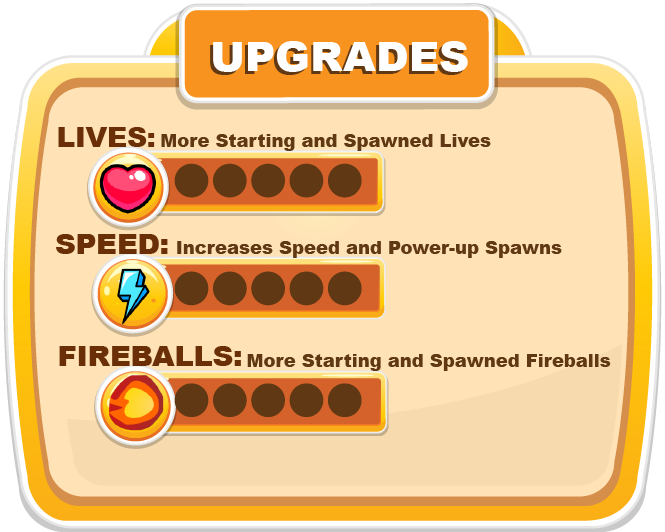 UPGRADES
LIVES: More Starting and Spawned Lives
SPEED: Increases Speed and Power-up Spawns
FIREBALLS: More Starting and Spawned Fireballs